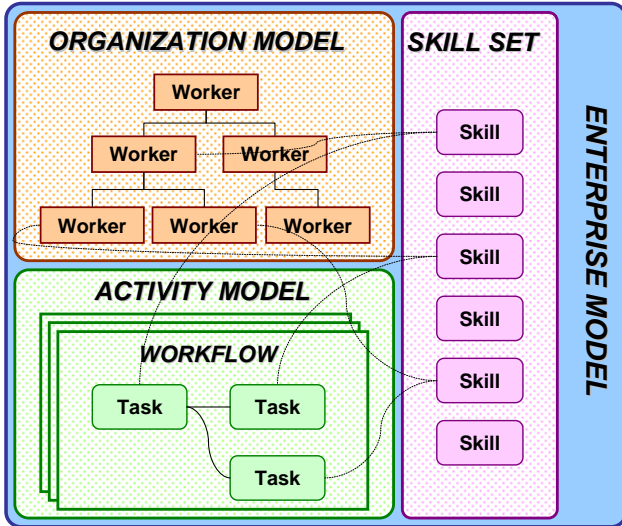 ORGANIZATION MODEL
Worker
Worker
Worker
Worker
Worker
Worker
ACTIVITY MODEL
WORKFLOW
Task
Task
Task
SKILL SET
Skill
Skill
Skill
Skill
Skill
Skill
ENTERPRISE MODEL